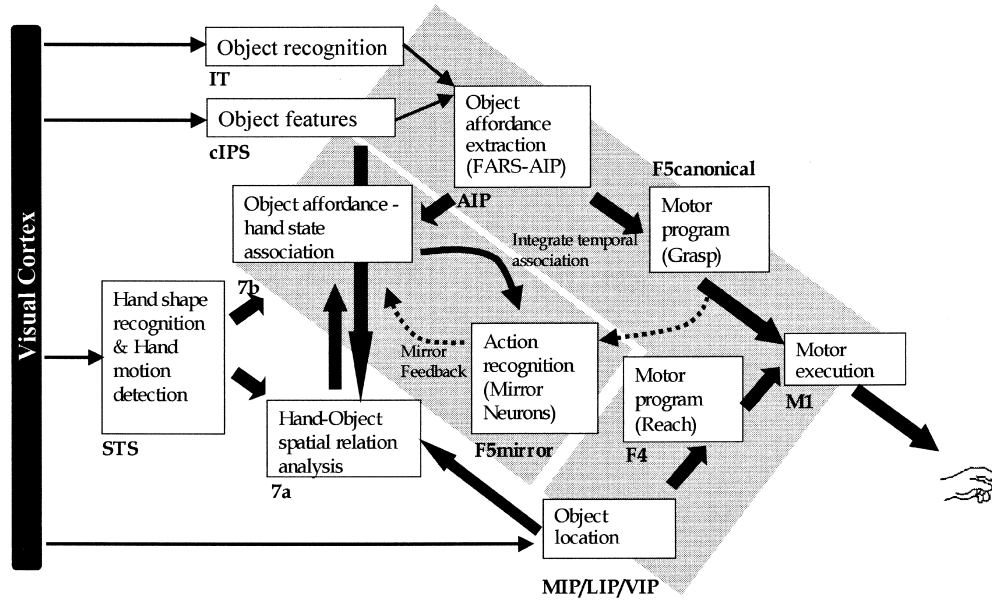 Visual Cortex
Object recognition
IT
Object features
cIPS
Object
affordance
extraction
(FARS-AIP)
AIP
F5canonical
Motor
program
(Grasp)
Object affordance -
hand state
association
Integrate temporal
association
7b
Hand shape
recognition
& Hand
motion
detection
STS
Mirror
Feedback
Action
recognition
(Mirror
Neurons)
F5mirror
Motor
execution
M1
Motor
program
(Reach)
F4
Hand-Object
spatial relation
analysis
7a
Object
location
MIP/LIP/VIP